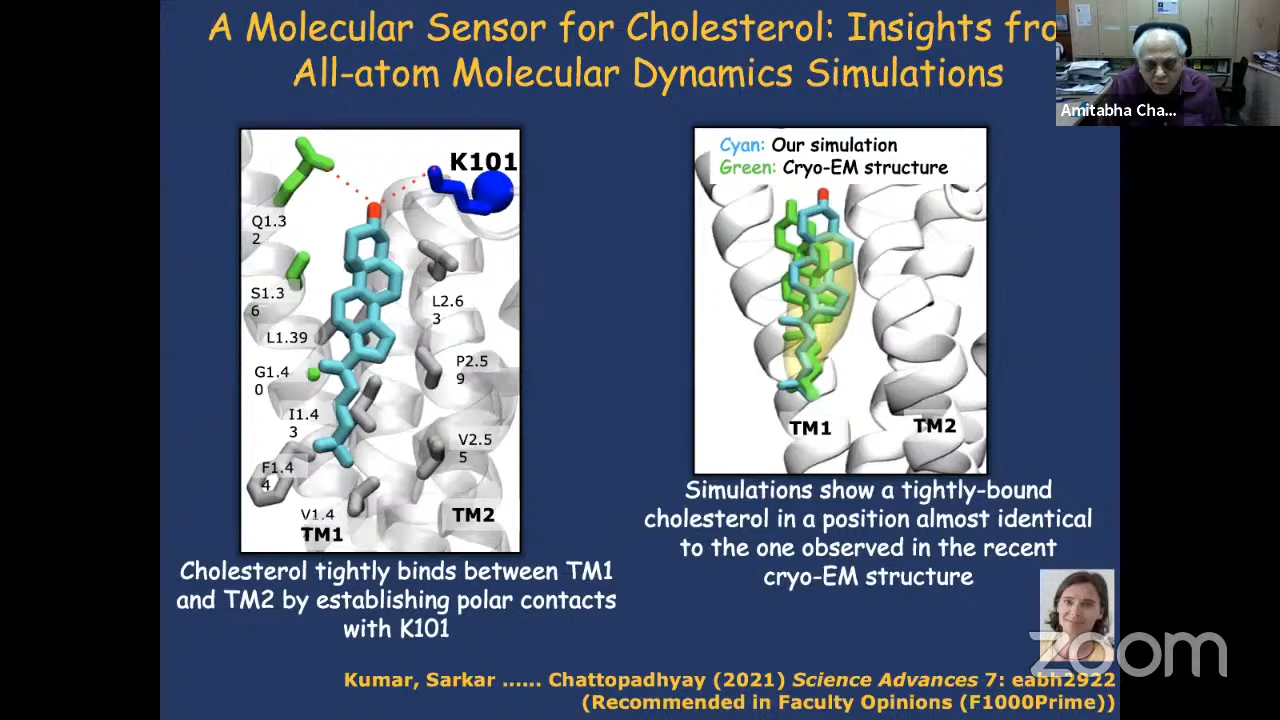 A Molecular Sensor for Cholesterol: Insights fro
All-atom Molecular Dynamics Simulations
Amitabha Cha...
K101
Q1.3
2
S1.3
6
L1.39
G1.4
0
I1.4
3
F1.4
4
V1.4
TM1
L2.6
3
P2.5
9
V2.5
5
TM2
Cyan: Our simulation
Green: Cryo-EM structure
TM1
TM2
Cholesterol tightly binds between TM1
and TM2 by establishing polar contacts
with K101
Simulations show a tightly-bound
cholesterol in a position almost identical
to the one observed in the recent
cryo-EM structure
zoom
Kumar, Sarkar ...... Chattopadhyay (2021) Science Advances 7: eabh2922
(Recommended in Faculty Opinions (F1000Prime))